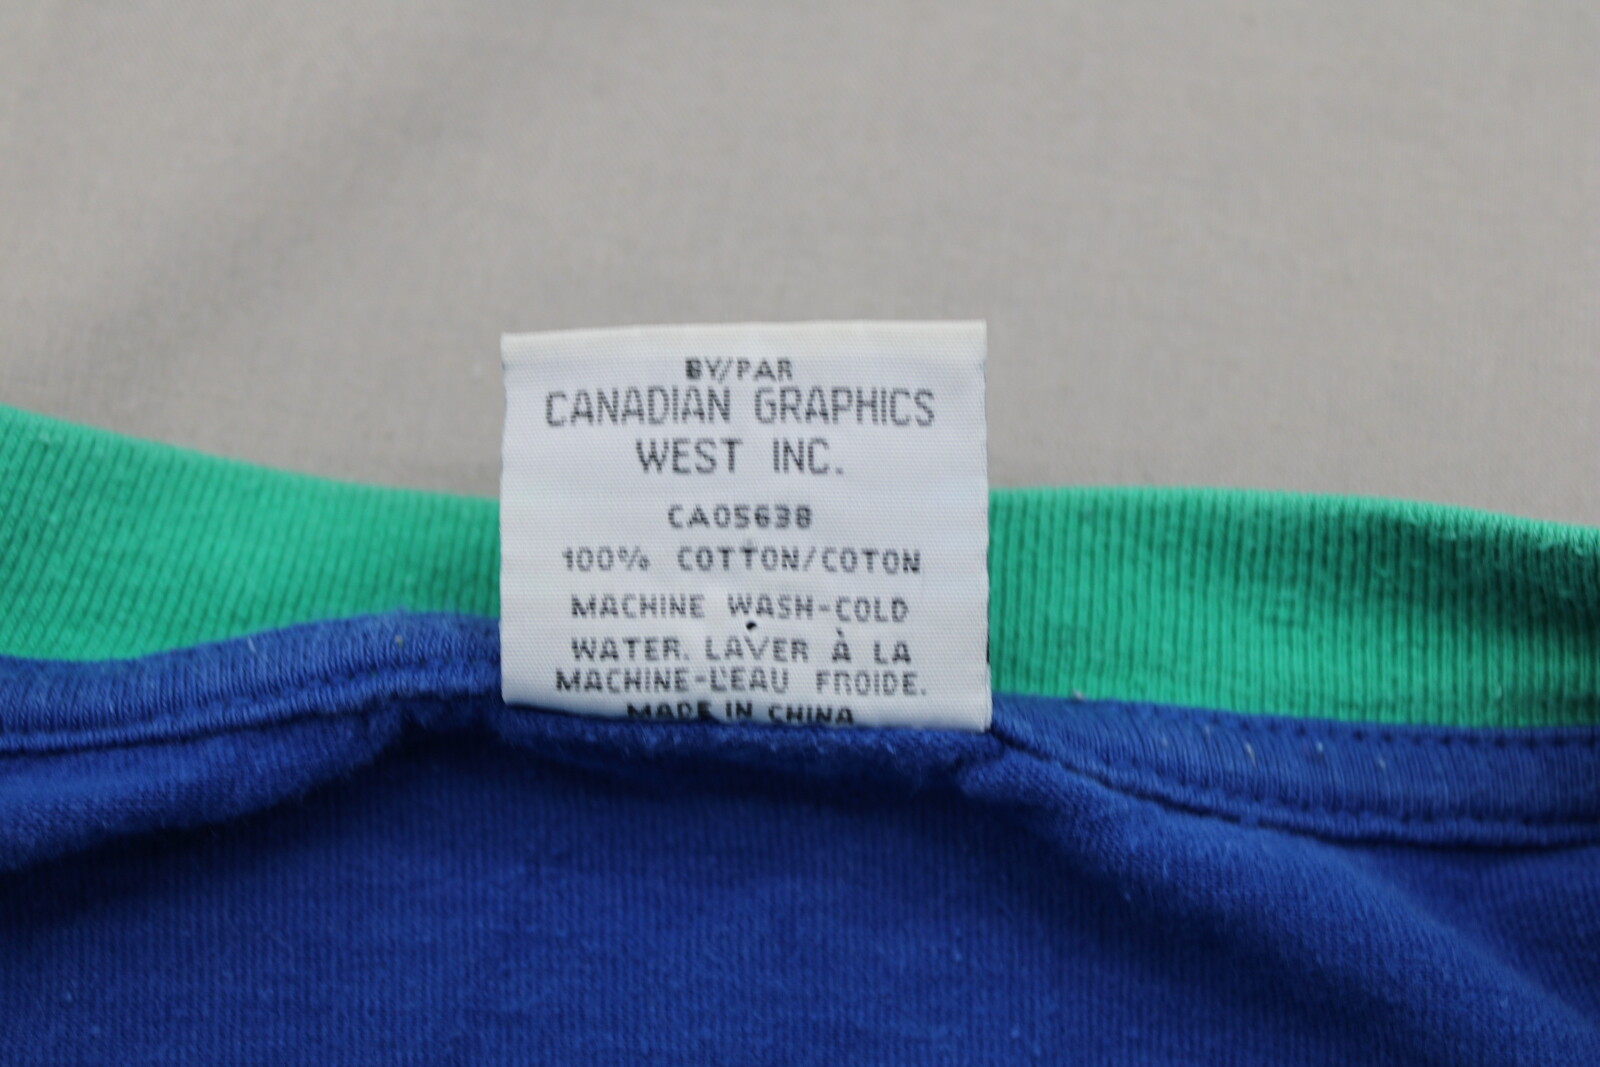 BY/PAR
CANADIAN GRAPHICS
WEST INC.
CA05638
100% COTTON/COTON
MACHINE WASH-COLD
WATER. LAVER À LA
MACHINE-L'EAU FROIDE.
MADE IN CHINA